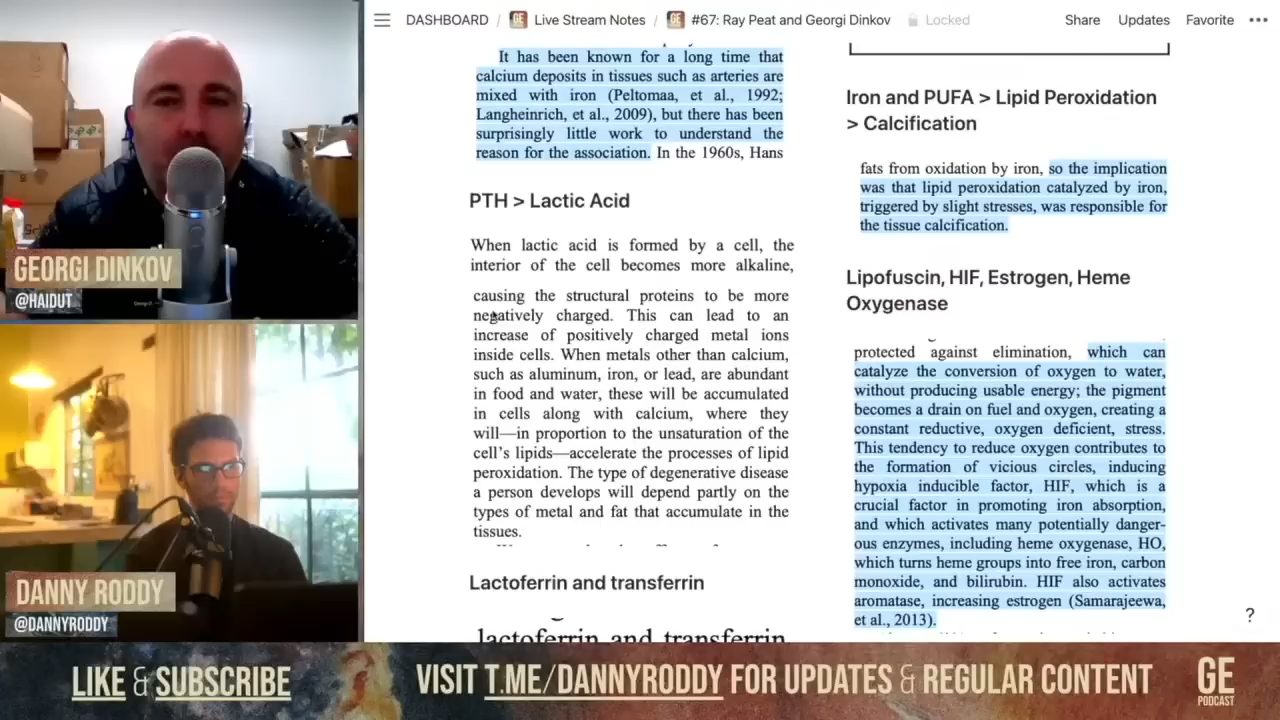 DASHBOARD / GE Live Stream Notes / GE #67: Ray Peat and Georgi Dinkov Locked Share Updates Favorite
It has been known for a long time that
calcium deposits in tissues such as arteries are
mixed with iron (Peltomaa, et al., 1992;
Langheinrich, et al., 2009), but there has been
surprisingly little work to understand the
reason for the association. In the 1960s, Hans
PTH > Lactic Acid
When lactic acid is formed by a cell, the
interior of the cell becomes more alkaline,
causing the structural proteins to be more
negatively charged. This can lead to an
increase of positively charged metal ions
inside cells. When metals other than calcium,
such as aluminum, iron, or lead, are abundant
in food and water, these will be accumulated
in cells along with calcium, where they
will—in proportion to the unsaturation of the
cell's lipids—accelerate the processes of lipid
peroxidation. The type of degenerative disease
a person develops will depend partly on the
types of metal and fat that accumulate in the
tissues.
Lactoferrin and transferrin
lactoferrin and transferrin
Iron and PUFA > Lipid Peroxidation
> Calcification
fats from oxidation by iron, so the implication
was that lipid peroxidation catalyzed by iron,
triggered by slight stresses, was responsible for
the tissue calcification.
Lipofuscin, HIF, Estrogen, Heme
Oxygenase
protected against elimination, which can
catalyze the conversion of oxygen to water,
without producing usable energy; the pigment
becomes a drain on fuel and oxygen, creating a
constant reductive, oxygen deficient, stress.
This tendency to reduce oxygen contributes to
the formation of vicious circles, inducing
hypoxia inducible factor, HIF, which is a
crucial factor in promoting iron absorption,
and which activates many potentially danger-
ous enzymes, including heme oxygenase, HO,
which turns heme groups into free iron, carbon
monoxide, and bilirubin. HIF also activates
aromatase, increasing estrogen (Samarajeewa,
et al., 2013).
?
GEORGI DINKOV
@HAIDUT
DANNY RODDY
@DANNYRODDY
LIKE & SUBSCRIBE
VISIT T.ME/DANNYRODDY FOR UPDATES & REGULAR CONTENT
GE
PODCAST